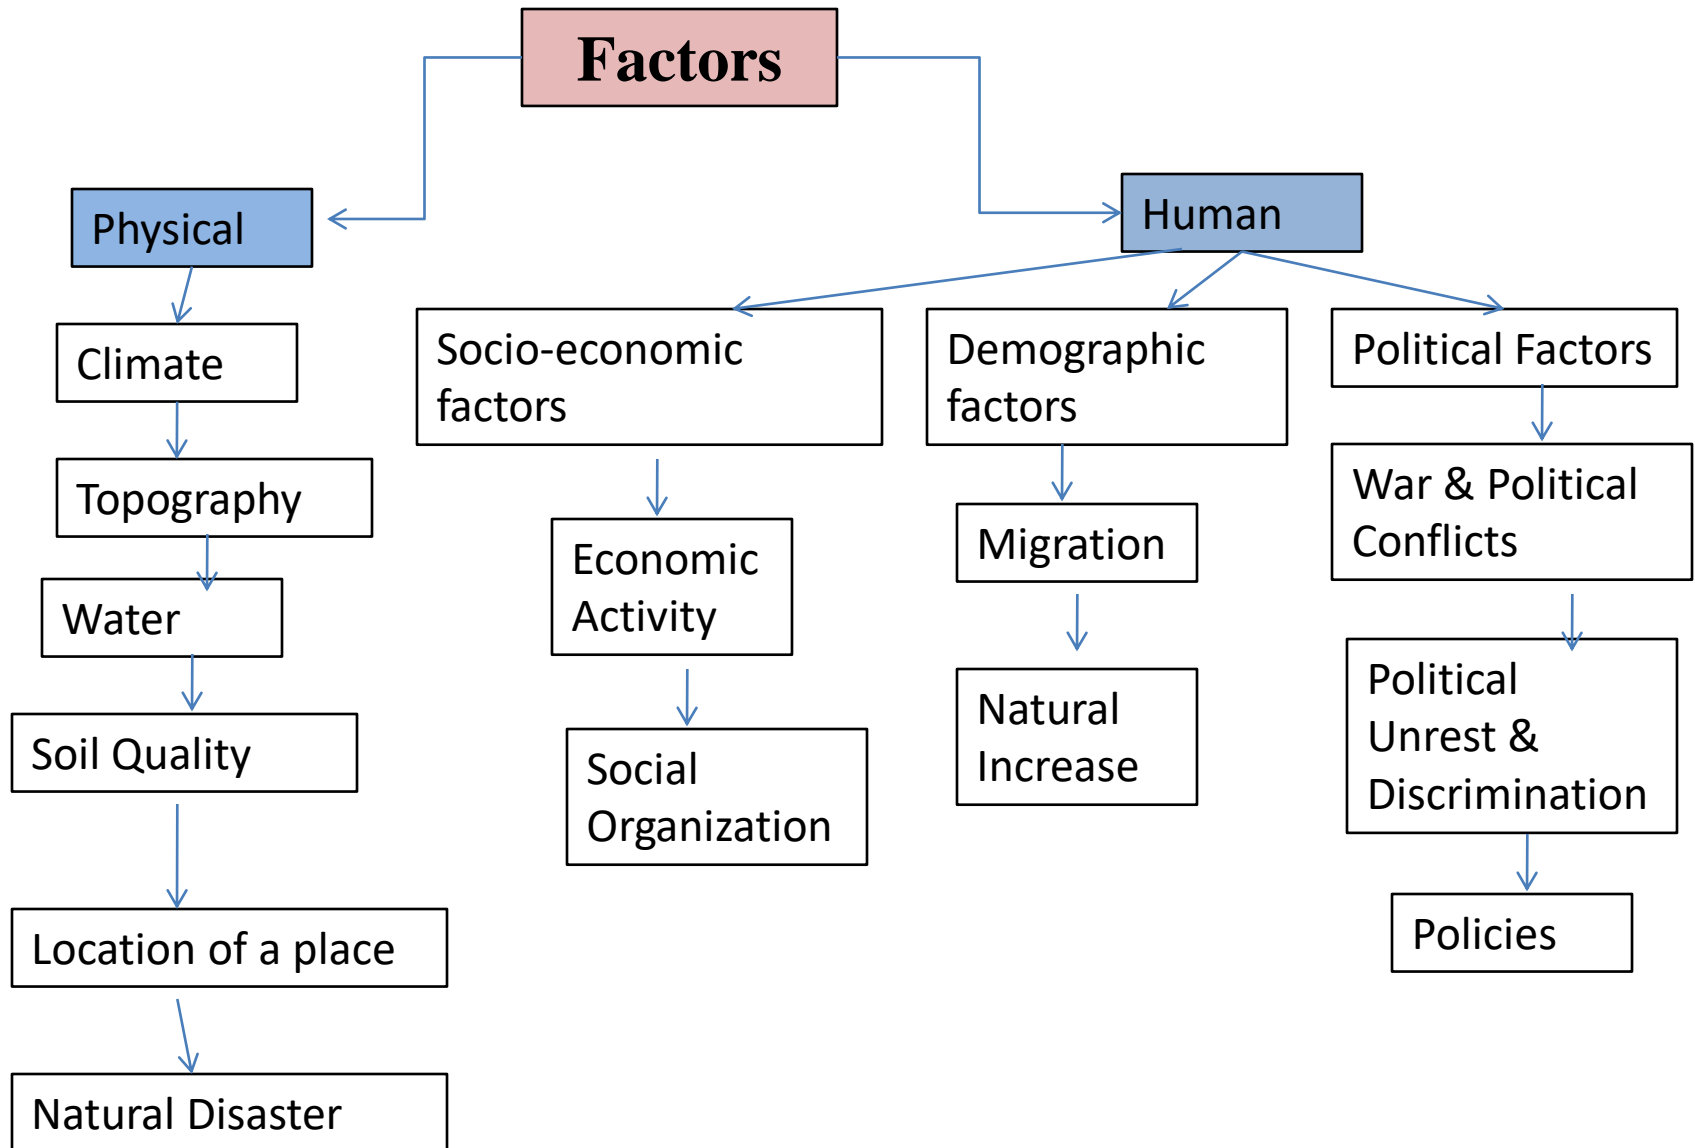 Factors
Physical
Human
Climate
Topography
Water
Soil Quality
Location of a place
Natural Disaster
Socio-economic
factors
Economic
Activity
Social
Organization
Demographic
factors
Migration
Natural
Increase
Political Factors
War & Political
Conflicts
Political
Unrest &
Discrimination
Policies